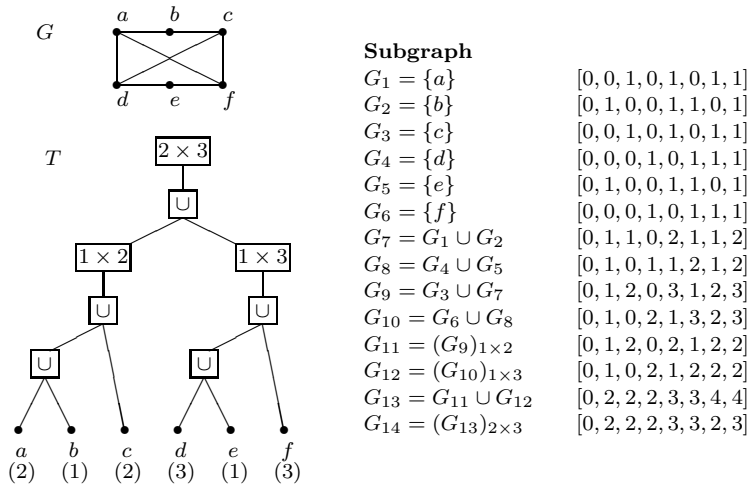 G
a b c
d e f
T
2 × 3
∪
1 × 2 1 × 3
∪ ∪
∪ ∪
a b c d e f
(2) (1) (2) (3) (1) (3)
Subgraph
G₁ = {a} [0, 0, 1, 0, 1, 0, 1, 1]
G₂ = {b} [0, 1, 0, 0, 1, 1, 0, 1]
G₃ = {c} [0, 0, 1, 0, 1, 0, 1, 1]
G₄ = {d} [0, 0, 0, 1, 0, 1, 1, 1]
G₅ = {e} [0, 1, 0, 0, 1, 1, 0, 1]
G₆ = {f} [0, 0, 0, 1, 0, 1, 1, 1]
G₇ = G₁ ∪ G₂ [0, 1, 1, 0, 2, 1, 1, 2]
G₈ = G₄ ∪ G₅ [0, 1, 0, 1, 1, 2, 1, 2]
G₉ = G₃ ∪ G₇ [0, 1, 2, 0, 3, 1, 2, 3]
G₁₀ = G₆ ∪ G₈ [0, 1, 0, 2, 1, 3, 2, 3]
G₁₁ = (G₉)₁ₓ₂ [0, 1, 2, 0, 2, 1, 2, 2]
G₁₂ = (G₁₀)₁ₓ₃ [0, 1, 0, 2, 1, 2, 2, 2]
G₁₃ = G₁₁ ∪ G₁₂ [0, 2, 2, 2, 3, 3, 4, 4]
G₁₄ = (G₁₃)₂ₓ₃ [0, 2, 2, 2, 3, 3, 2, 3]